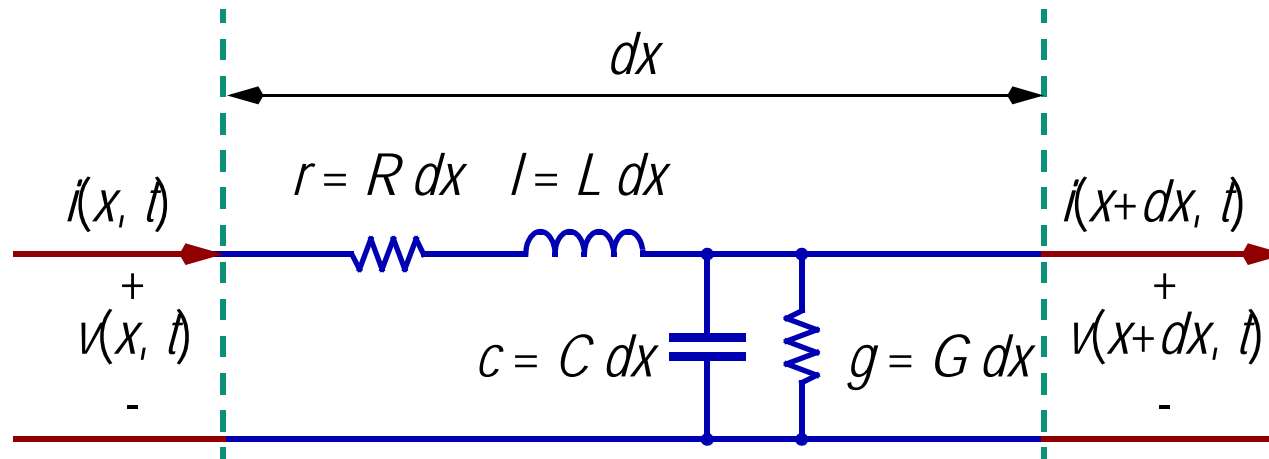 dx
r = R dx
l = L dx
i(x, t)
i(x+dx, t)
+
+
v(x, t)
v(x+dx, t)
c = C dx
g = G dx
-
-